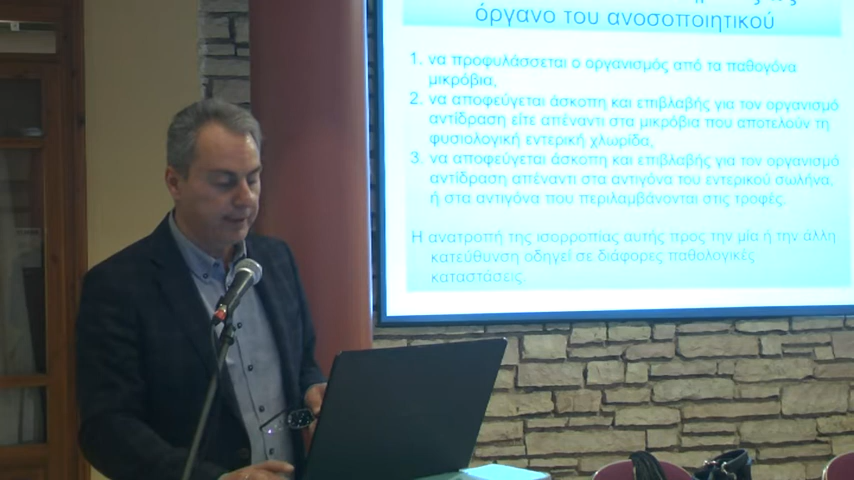 όργανο του ανοσοποιητικού
1. να προφυλάσσεται ο οργανισμός από τα παθογόνα
μικρόβια,
2. να αποφεύγεται άσκοπη και επιβλαβής για τον οργανισμό
αντίδραση είτε απέναντι στα μικρόβια που αποτελούν τη
φυσιολογική εντερική χλωρίδα,
3. να αποφεύγεται άσκοπη και επιβλαβής για τον οργανισμό
αντίδραση απέναντι στα αντιγόνα του εντερικού σωλήνα,
ή στα αντιγόνα που περιλαμβάνονται στις τροφές.
Η ανατροπή της ισορροπίας αυτής προς την μία ή την άλλη
κατεύθυνση οδηγεί σε διάφορες παθολογικές
καταστάσεις.